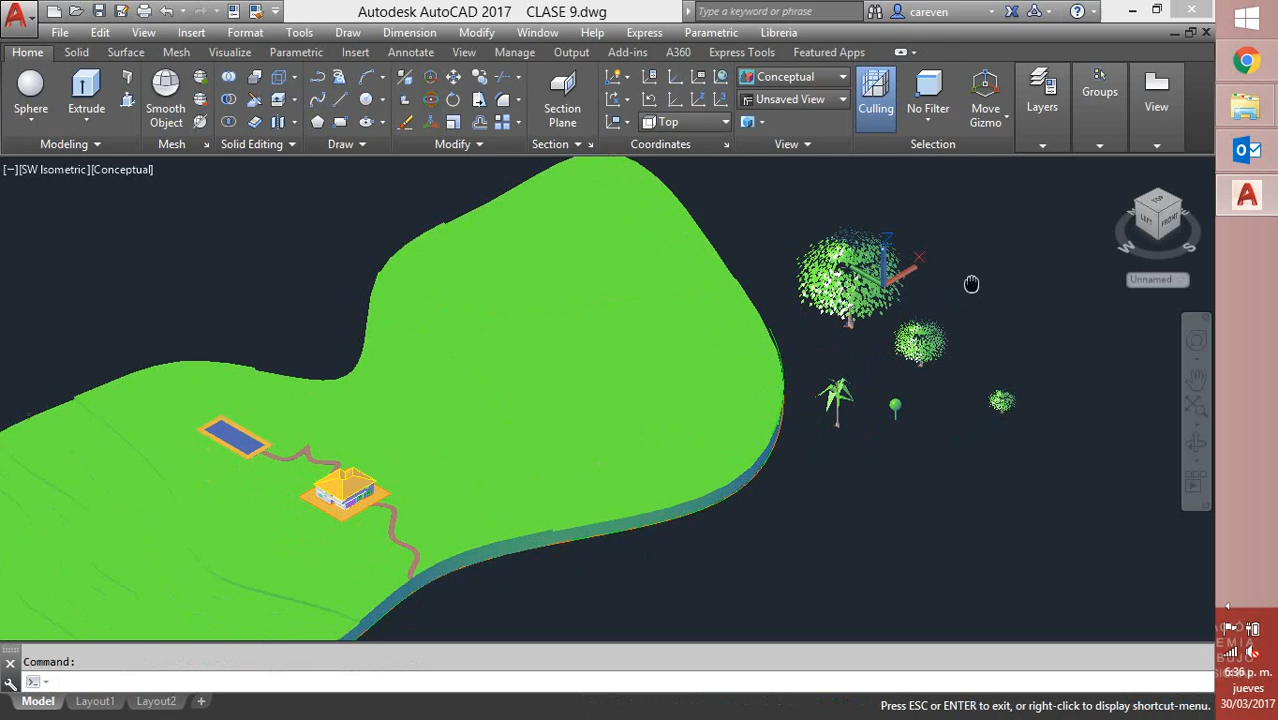 Autodesk AutoCAD 2017 CLASE 9.dwg
Type a keyword or phrase
careven
File Edit View Insert Format Tools Draw Dimension Modify Window Help Express Parametric Libreria
Home Solid Surface Mesh Visualize Parametric Insert Annotate View Manage Output Add-ins A360 Express Tools Featured Apps
Sphere
Extrude
Smooth Object
Section Plane
Conceptual
Unsaved View
Top
Culling
No Filter
Move Gizmo
Layers
Groups
View
Modeling Mesh Solid Editing Draw Modify Section Coordinates View Selection
[−][SW Isometric][Conceptual]
TOP
FRONT
W
S
Unnamed
Z
X
Command:
Model Layout1 Layout2 +
Press ESC or ENTER to exit, or right-click to display shortcut-menu.
6:36 p. m.
jueves
30/03/2017